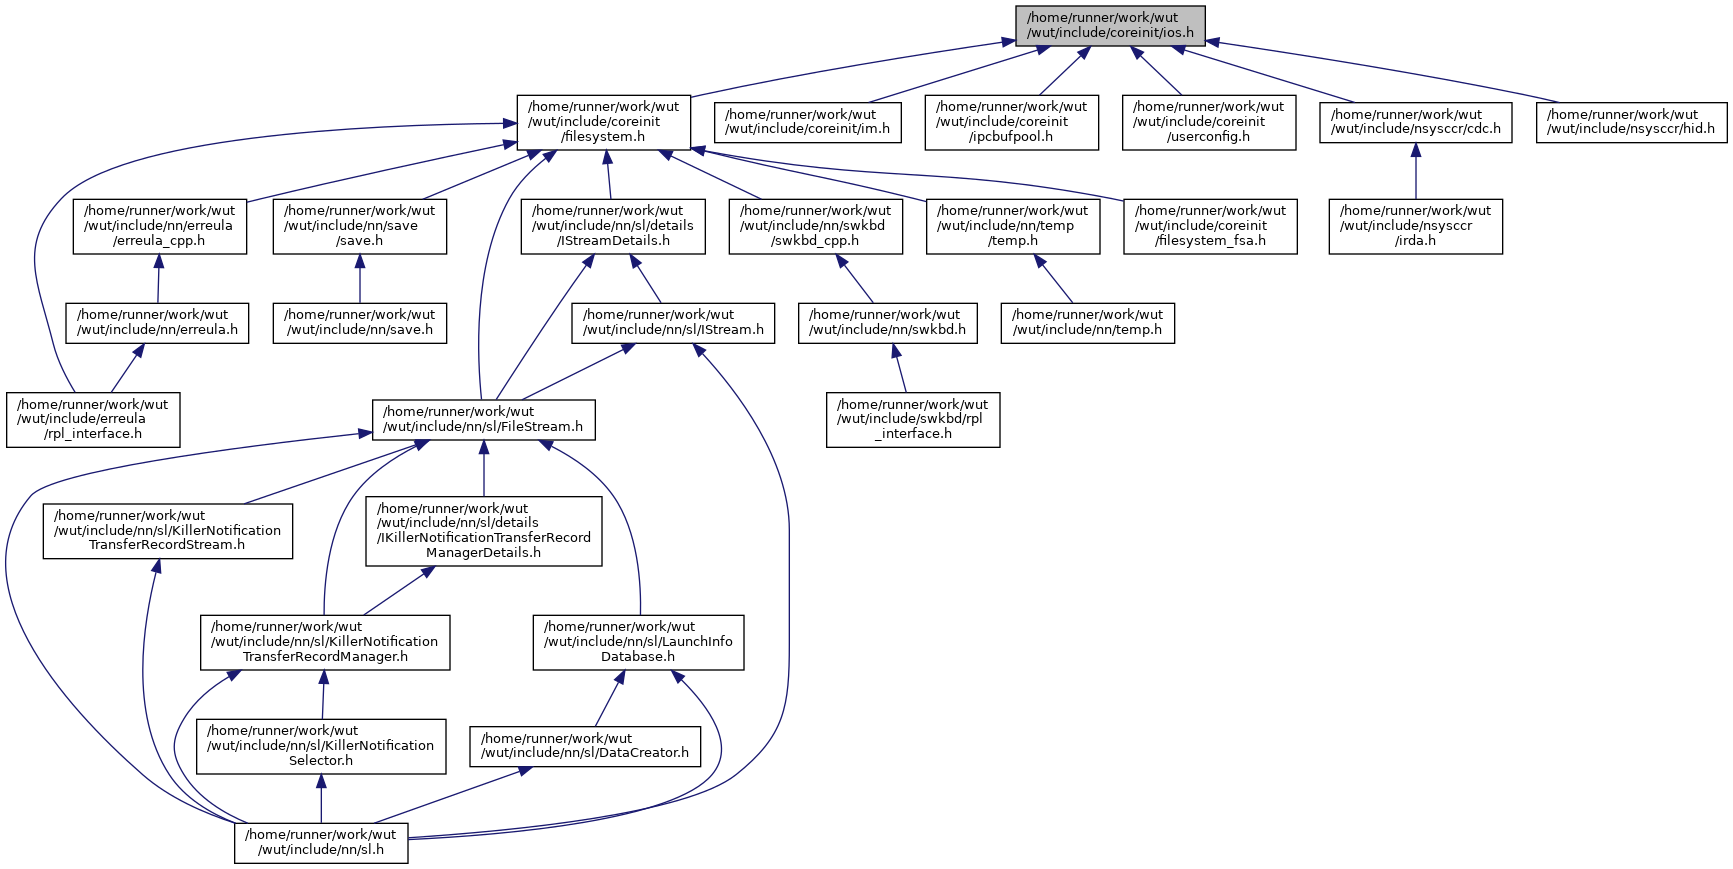 /home/runner/work/wut
/wut/include/coreinit/ios.h
/home/runner/work/wut
/wut/include/coreinit
/filesystem.h
/home/runner/work/wut
/wut/include/coreinit/im.h
/home/runner/work/wut
/wut/include/coreinit
/ipcbufpool.h
/home/runner/work/wut
/wut/include/coreinit
/userconfig.h
/home/runner/work/wut
/wut/include/nsysccr/cdc.h
/home/runner/work/wut
/wut/include/nsysccr/hid.h
/home/runner/work/wut
/wut/include/nn/erreula
/erreula_cpp.h
/home/runner/work/wut
/wut/include/nn/save
/save.h
/home/runner/work/wut
/wut/include/nn/sl/details
/IStreamDetails.h
/home/runner/work/wut
/wut/include/nn/swkbd
/swkbd_cpp.h
/home/runner/work/wut
/wut/include/nn/temp
/temp.h
/home/runner/work/wut
/wut/include/coreinit
/filesystem_fsa.h
/home/runner/work/wut
/wut/include/nsysccr
/irda.h
/home/runner/work/wut
/wut/include/nn/erreula.h
/home/runner/work/wut
/wut/include/nn/save.h
/home/runner/work/wut
/wut/include/nn/sl/IStream.h
/home/runner/work/wut
/wut/include/nn/swkbd.h
/home/runner/work/wut
/wut/include/nn/temp.h
/home/runner/work/wut
/wut/include/erreula
/rpl_interface.h
/home/runner/work/wut
/wut/include/nn/sl/FileStream.h
/home/runner/work/wut
/wut/include/swkbd/rpl
_interface.h
/home/runner/work/wut
/wut/include/nn/sl/KillerNotification
TransferRecordStream.h
/home/runner/work/wut
/wut/include/nn/sl/details
/IKillerNotificationTransferRecord
ManagerDetails.h
/home/runner/work/wut
/wut/include/nn/sl/KillerNotification
TransferRecordManager.h
/home/runner/work/wut
/wut/include/nn/sl/LaunchInfo
Database.h
/home/runner/work/wut
/wut/include/nn/sl/KillerNotification
Selector.h
/home/runner/work/wut
/wut/include/nn/sl/DataCreator.h
/home/runner/work/wut
/wut/include/nn/sl.h